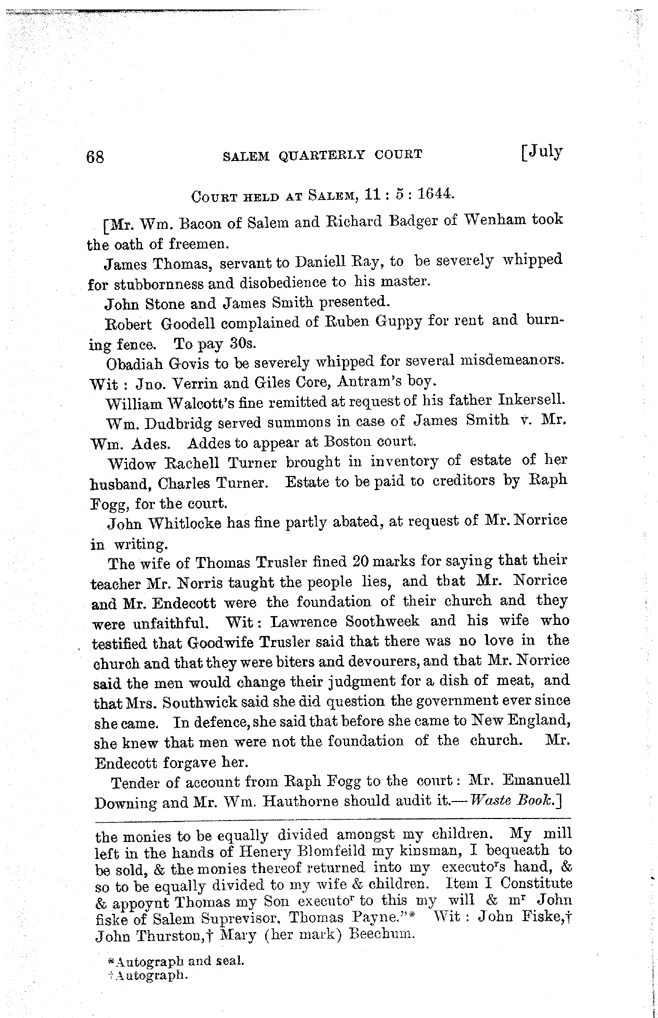 68 SALEM QUARTERLY COURT [July
COURT HELD AT SALEM, 11 : 5 : 1644.
[Mr. Wm. Bacon of Salem and Richard Badger of Wenham took
the oath of freemen.
James Thomas, servant to Daniell Ray, to be severely whipped
for stubbornness and disobedience to his master.
John Stone and James Smith presented.
Robert Goodell complained of Ruben Guppy for rent and burn-
ing fence. To pay 30s.
Obadiah Govis to be severely whipped for several misdemeanors.
Wit : Jno. Verrin and Giles Core, Antram's boy.
William Walcott's fine remitted at request of his father Inkersell.
Wm. Dudbridg served summons in case of James Smith v. Mr.
Wm. Ades. Addes to appear at Boston court.
Widow Rachell Turner brought in inventory of estate of her
husband, Charles Turner. Estate to be paid to creditors by Raph
Fogg, for the court.
John Whitlocke has fine partly abated, at request of Mr. Norrice
in writing.
The wife of Thomas Trusler fined 20 marks for saying that their
teacher Mr. Norris taught the people lies, and that Mr. Norrice
and Mr. Endecott were the foundation of their church and they
were unfaithful. Wit : Lawrence Soothweek and his wife who
testified that Goodwife Trusler said that there was no love in the
church and that they were biters and devourers, and that Mr. Norrice
said the men would change their judgment for a dish of meat, and
that Mrs. Southwick said she did question the government ever since
she came. In defence, she said that before she came to New England,
she knew that men were not the foundation of the church. Mr.
Endecott forgave her.
Tender of account from Raph Fogg to the court : Mr. Emanuell
Downing and Mr. Wm. Hauthorne should audit it.—Waste Book.]
the monies to be equally divided amongst my children. My mill
left in the hands of Henery Blomfeild my kinsman, I bequeath to
be sold, & the monies thereof returned into my executoʳs hand, &
so to be equally divided to my wife & children. Item I Constitute
& appoynt Thomas my Son executoʳ to this my will & mʳ John
fiske of Salem Suprevisor. Thomas Payne."* Wit : John Fiske,†
John Thurston,† Mary (her mark) Beechum.
*Autograph and seal.
†Autograph.